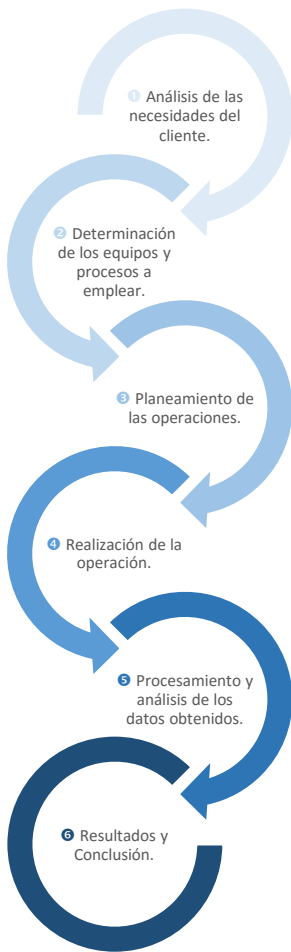 ❶ Análisis de las
necesidades del
cliente.
❷ Determinación
de los equipos y
procesos a
emplear.
❸ Planeamiento de
las operaciones.
❹ Realización de la
operación.
❺ Procesamiento y
análisis de los
datos obtenidos.
❻ Resultados y
Conclusión.